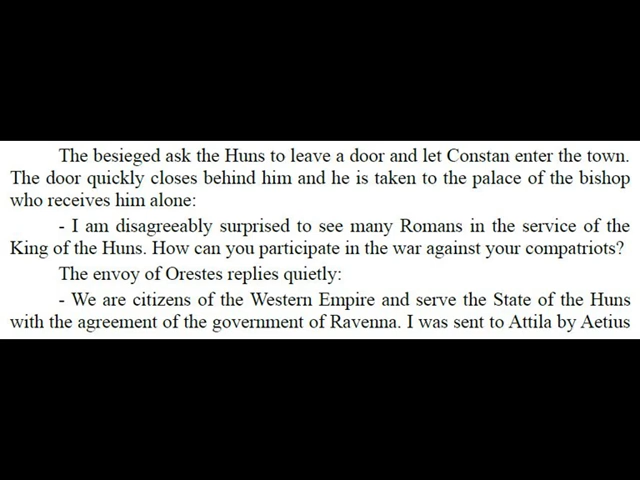 The besieged ask the Huns to leave a door and let Constan enter the town.
The door quickly closes behind him and he is taken to the palace of the bishop
who receives him alone:
- I am disagreeably surprised to see many Romans in the service of the
King of the Huns. How can you participate in the war against your compatriots?
The envoy of Orestes replies quietly:
- We are citizens of the Western Empire and serve the State of the Huns
with the agreement of the government of Ravenna. I was sent to Attila by Aetius